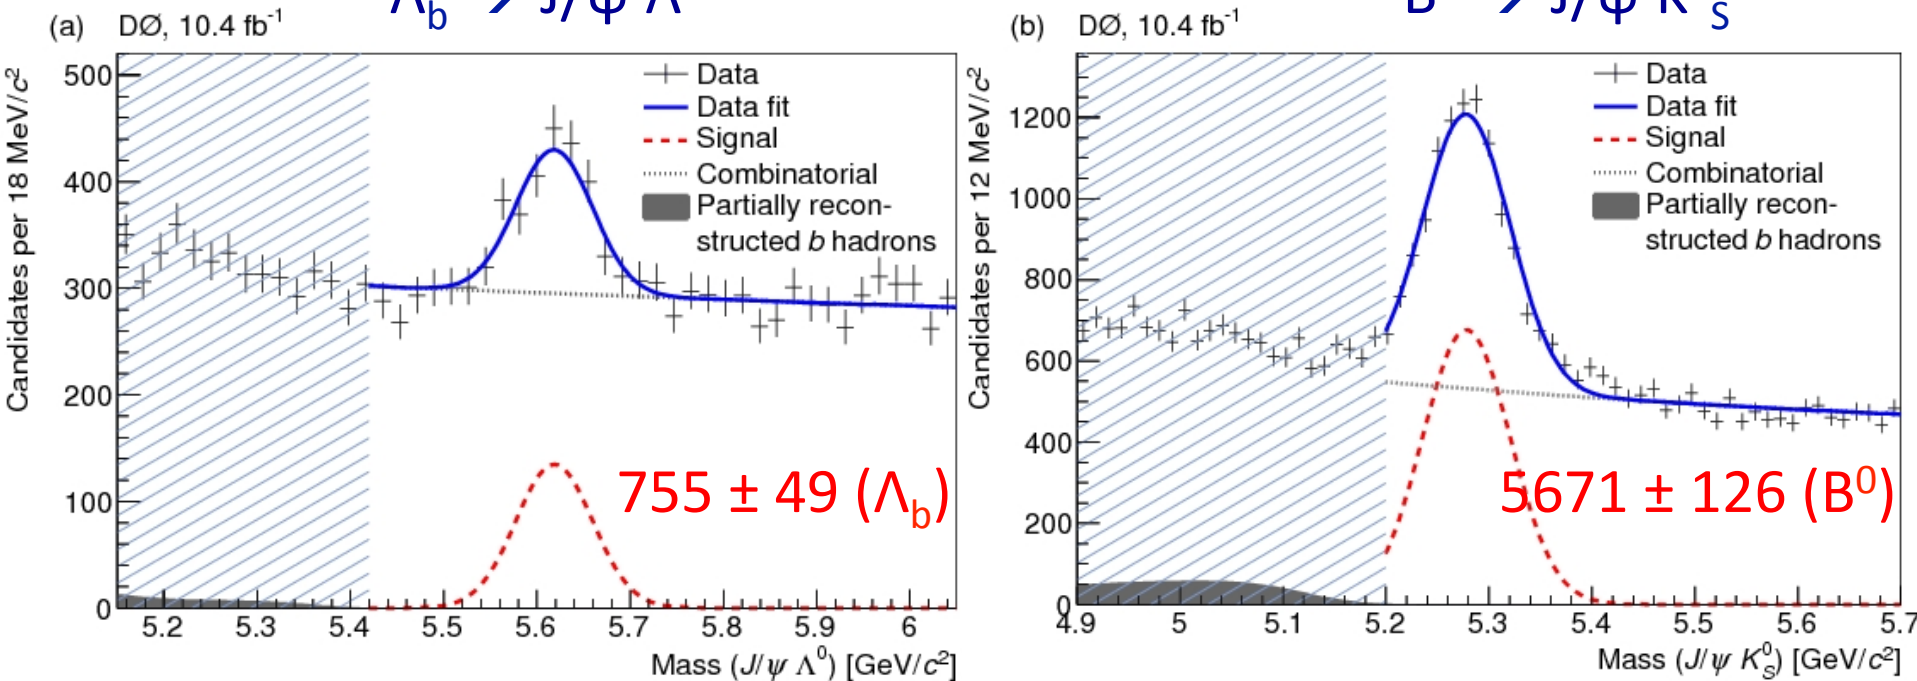 Λb → J/ψ Λ
(a) DØ, 10.4 fb⁻¹
Candidates per 18 MeV/c²
500
400
300
200
100
0
Data
Data fit
Signal
Combinatorial
Partially recon-
structed b hadrons
755 ± 49 (Λb)
5.2 5.3 5.4 5.5 5.6 5.7 5.8 5.9 6
Mass (J/ψ Λ⁰) [GeV/c²]
B → J/ψ K S
(b) DØ, 10.4 fb⁻¹
Candidates per 12 MeV/c²
1200
1000
800
600
400
200
0
Data
Data fit
Signal
Combinatorial
Partially recon-
structed b hadrons
5671 ± 126 (B⁰)
4.9 5 5.1 5.2 5.3 5.4 5.5 5.6 5.7
Mass (J/ψ K⁰S) [GeV/c²]